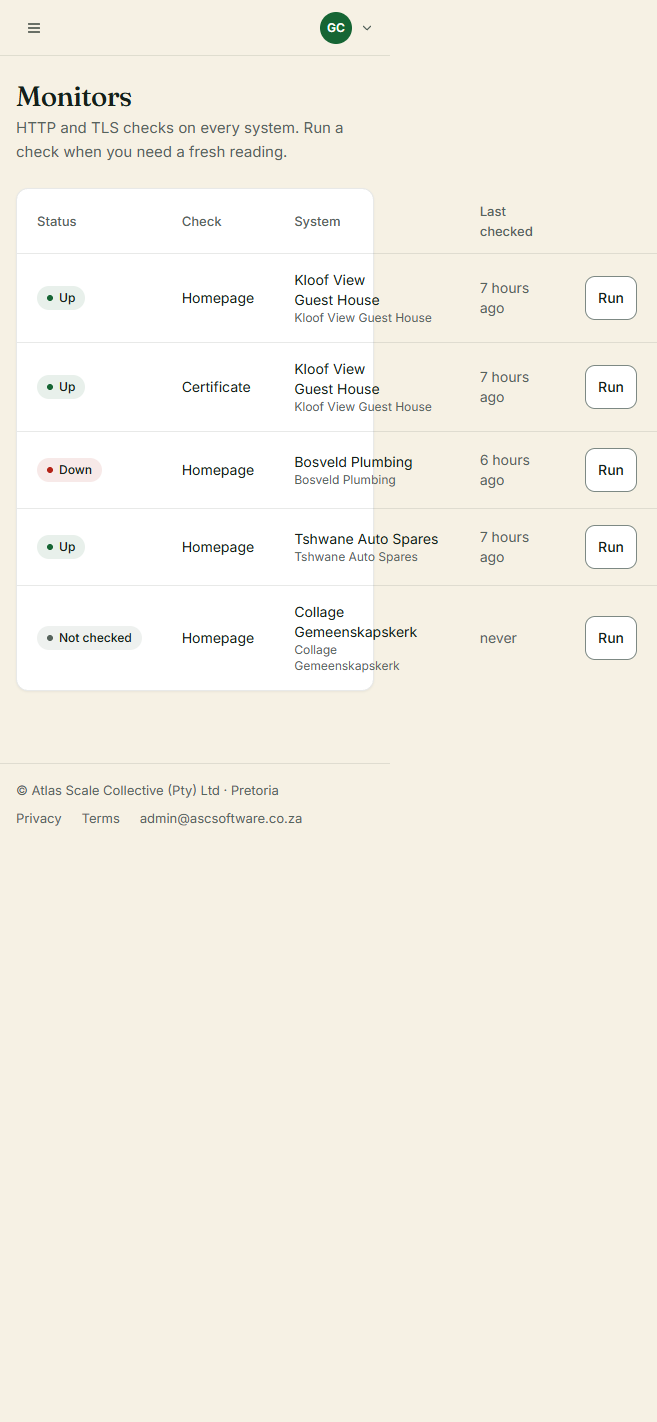 GC
Monitors
HTTP and TLS checks on every system. Run a
check when you need a fresh reading.
Status Check System Last
checked
Up Homepage Kloof View
Guest House
Kloof View Guest House 7 hours
ago Run
Up Certificate Kloof View
Guest House
Kloof View Guest House 7 hours
ago Run
Down Homepage Bosveld Plumbing
Bosveld Plumbing 6 hours
ago Run
Up Homepage Tshwane Auto Spares
Tshwane Auto Spares 7 hours
ago Run
Not checked Homepage Collage
Gemeenskapskerk
Collage
Gemeenskapskerk never Run
© Atlas Scale Collective (Pty) Ltd · Pretoria
Privacy Terms admin@ascsoftware.co.za